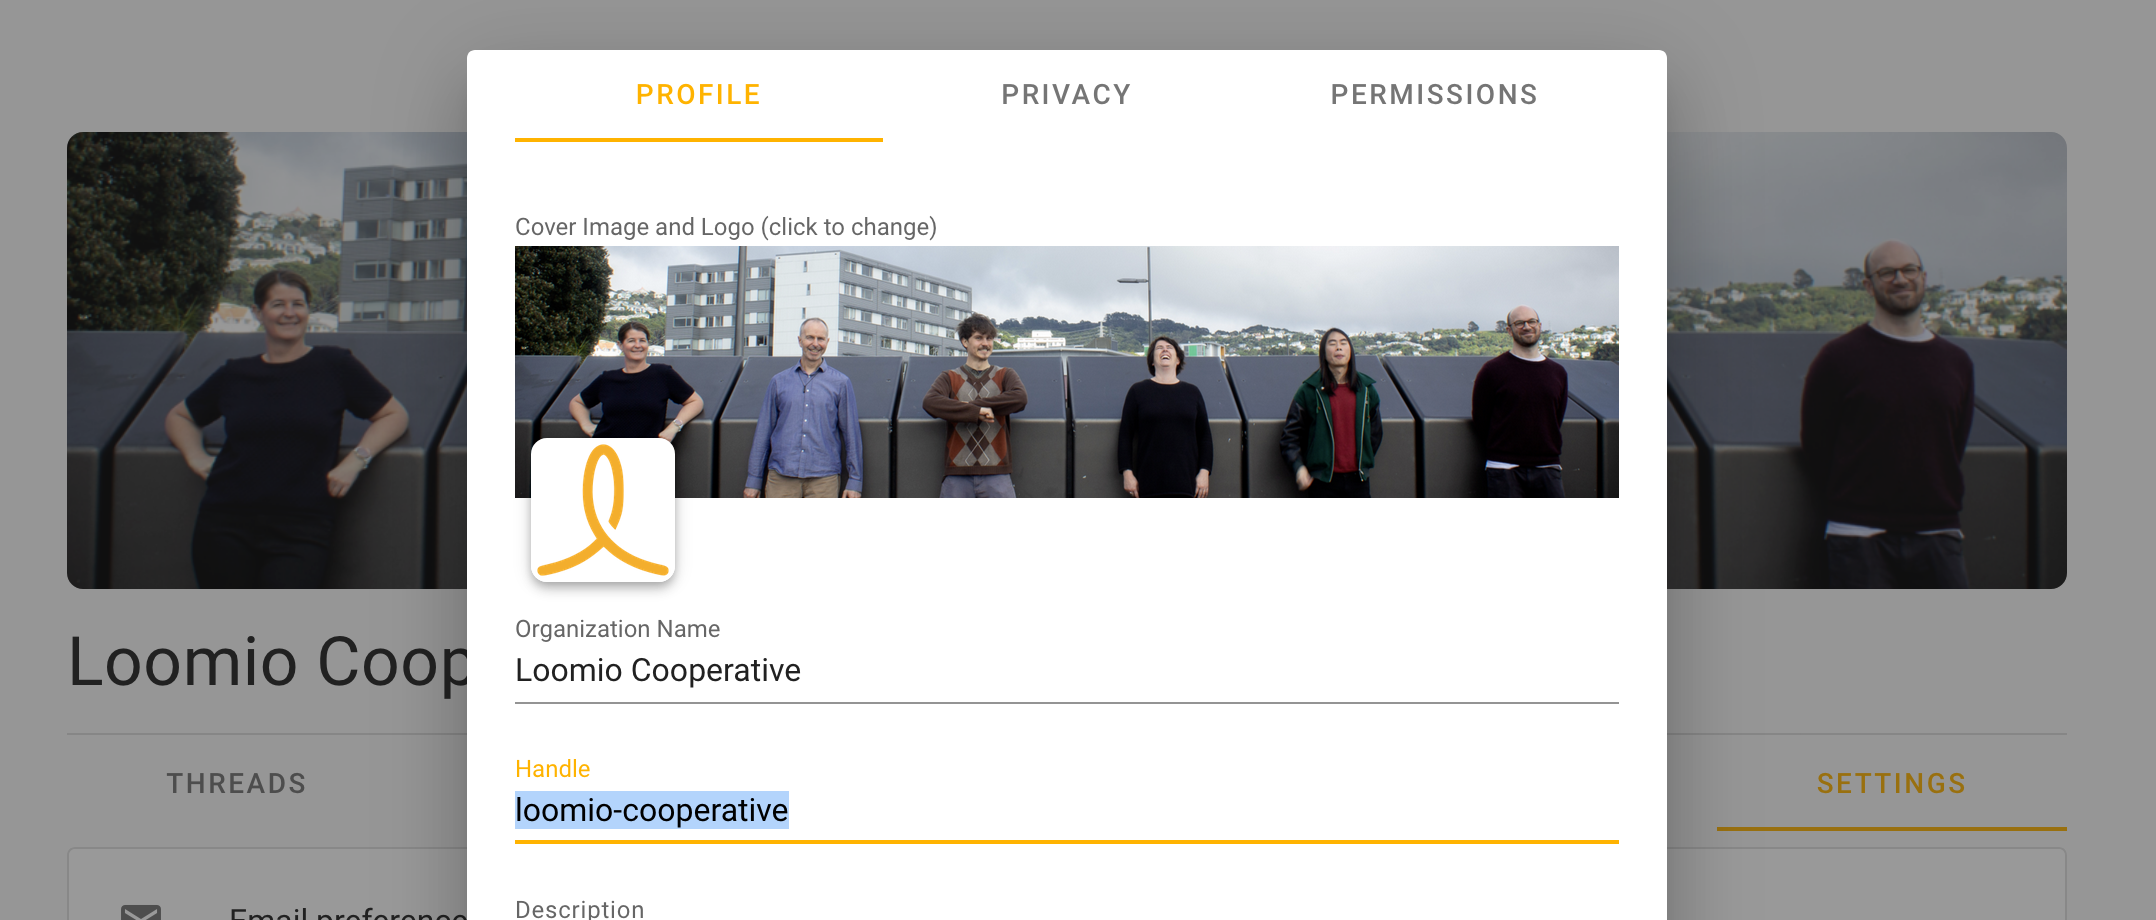 PROFILE PRIVACY PERMISSIONS
Cover Image and Logo (click to change)
Organization Name
Loomio Cooperative
Loomio Coop
Handle
THREADS
SETTINGS
loomio-cooperative
Description
Email preference